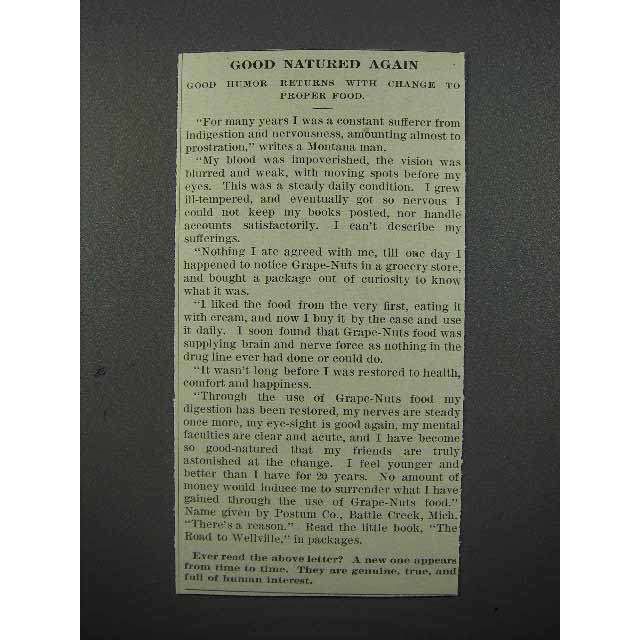 GOOD NATURED AGAIN
GOOD HUMOR RETURNS WITH CHANGE TO
PROPER FOOD.
"For many years I was a constant sufferer from
indigestion and nervousness, amounting almost to
prostration," writes a Montana man.
"My blood was impoverished, the vision was
blurred and weak, with moving spots before my
eyes. This was a steady daily condition. I grew
ill-tempered, and eventually got so nervous I
could not keep my books posted, nor handle
accounts satisfactorily. I can't describe my
sufferings.
"Nothing I ate agreed with me, till one day I
happened to notice Grape-Nuts in a grocery store,
and bought a package out of curiosity to know
what it was.
"I liked the food from the very first, eating it
with cream, and now I buy it by the case and use
it daily. I soon found that Grape-Nuts food was
supplying brain and nerve force as nothing in the
drug line ever had done or could do.
"It wasn't long before I was restored to health,
comfort and happiness.
"Through the use of Grape-Nuts food my
digestion has been restored, my nerves are steady
once more, my eye-sight is good again, my mental
faculties are clear and acute, and I have become
so good-natured that my friends are truly
astonished at the change. I feel younger and
better than I have for 20 years. No amount of
money would induce me to surrender what I have
gained through the use of Grape-Nuts food."
Name given by Postum Co., Battle Creek, Mich.
"There's a reason." Read the little book, "The
Road to Wellville," in packages.
Ever read the above letter? A new one appears
from time to time. They are genuine, true, and
full of human interest.